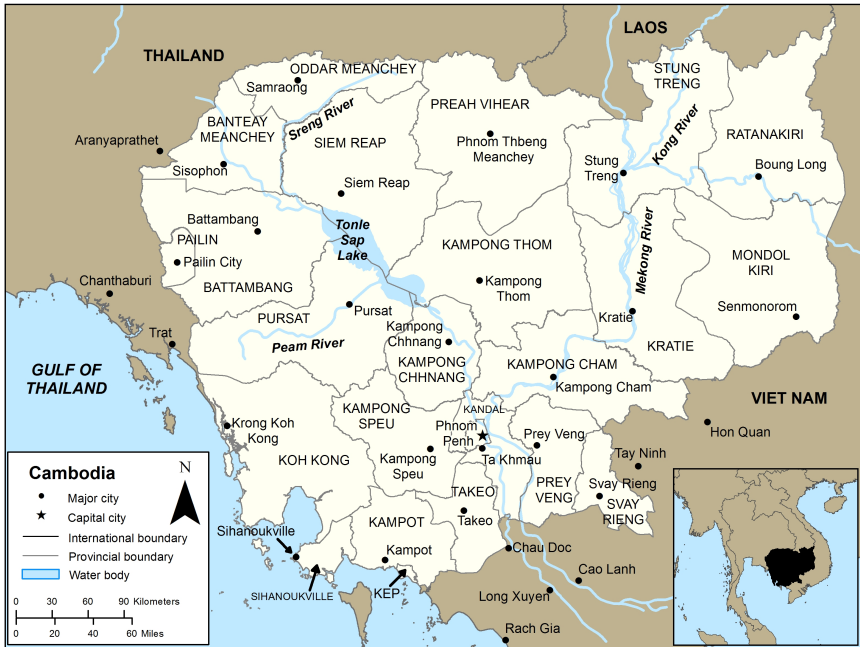 THAILAND
LAOS
ODDAR MEANCHEY
Samraong
STUNG
TRENG
PREAH VIHEAR
Sreng River
BANTEAY
MEANCHEY
Kong River
RATANAKIRI
Aranyaprathet
SIEM REAP
Phnom Thbeng
Meanchey
Sisophon
Stung
Treng
Boung Long
Siem Reap
Battambang
Tonle
Sap
Lake
PAILIN
KAMPONG THOM
Mekong River
MONDOL
KIRI
Pailin City
Chanthaburi
BATTAMBANG
Kampong
Thom
Pursat
PURSAT
Senmonorom
Kratie
Trat
Kampong
Chhnang
Peam River
KRATIE
GULF OF
THAILAND
KAMPONG
CHHNANG
KAMPONG CHAM
Kampong Cham
VIET NAM
KAMPONG
SPEU
KANDAL
Krong Koh
Kong
Phnom
Penh
Prey Veng
Hon Quan
KOH KONG
Kampong
Speu
Ta Khmau
Tay Ninh
PREY
VENG
Svay Rieng
TAKEO
SVAY
RIENG
KAMPOT
Takeo
Sihanoukville
Kampot
Chau Doc
Cao Lanh
SIHANOUKVILLE
KEP
Long Xuyen
Rach Gia
Cambodia
N
Major city
Capital city
International boundary
Provincial boundary
Water body
0 30 60 90 Kilometers
0 20 40 60 Miles